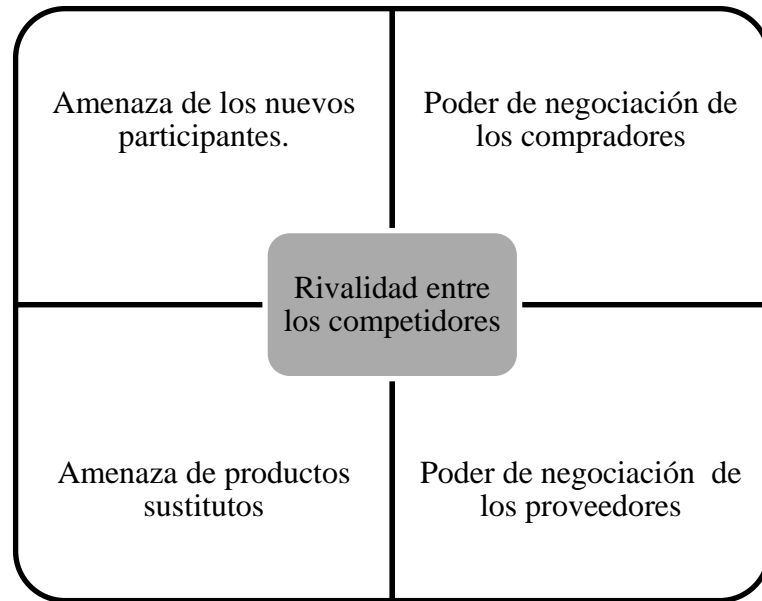 Amenaza de los nuevos
participantes.
Poder de negociación de
los compradores
Rivalidad entre
los competidores
Amenaza de productos
sustitutos
Poder de negociación  de
los proveedores